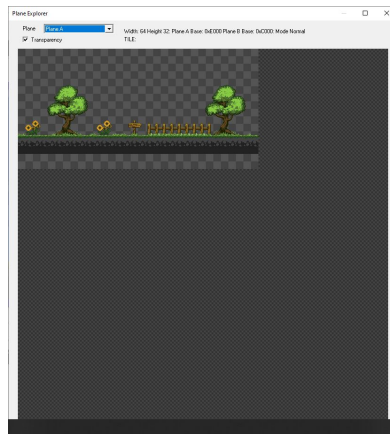 Plane Explorer
Plane Plane A
Transparency
Width: 64 Height 32: Plane A Base: 0xE000 Plane B Base: 0xC000: Mode Normal
TILE: